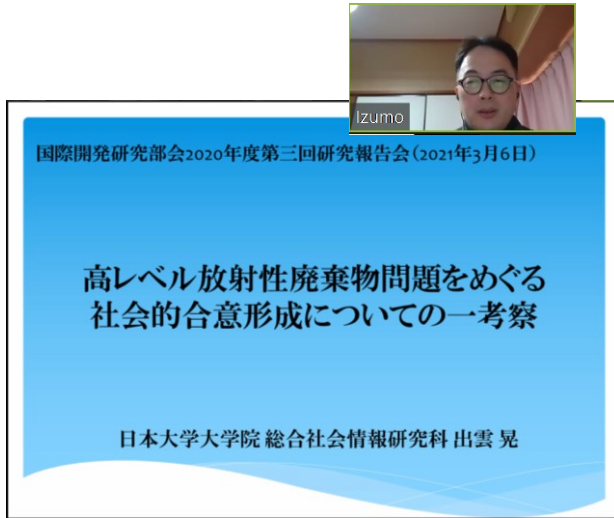 Izumo
国際開発研究部会2020年度第三回研究報告会(2021年3月6日)
高レベル放射性廃棄物問題をめぐる
社会的合意形成についての一考察
日本大学大学院 総合社会情報研究科 出雲 晃